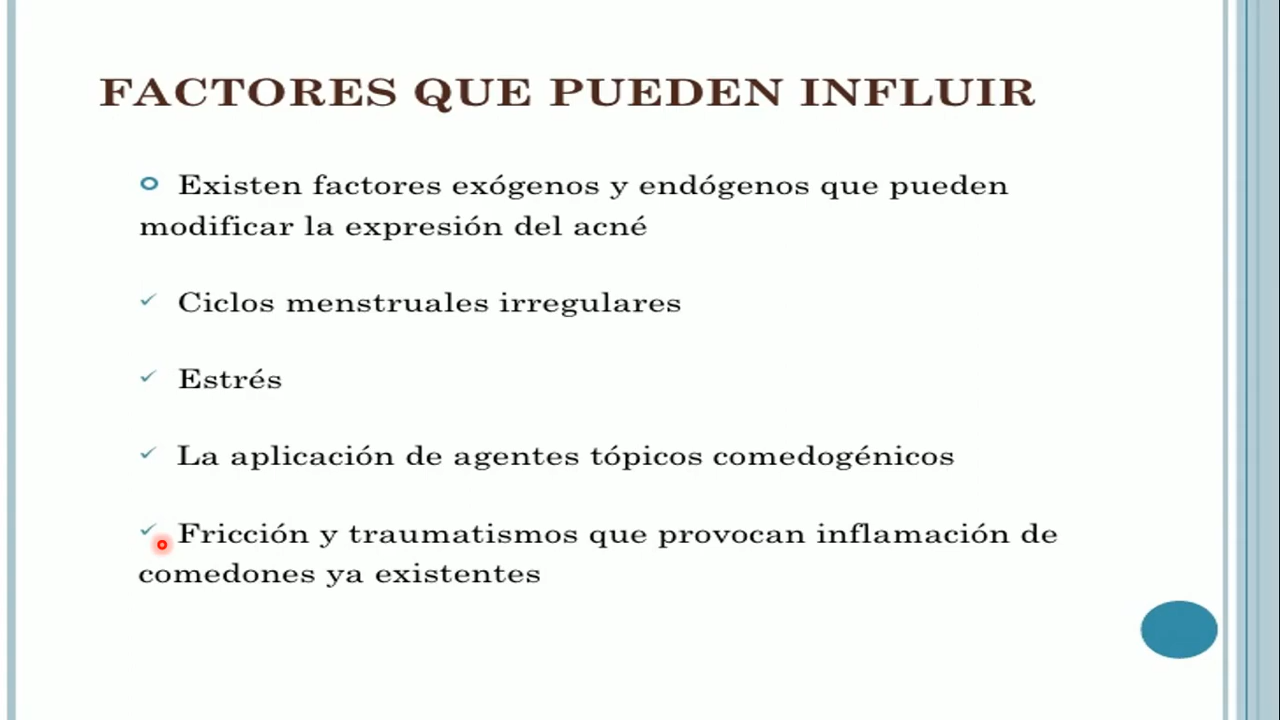 FACTORES QUE PUEDEN INFLUIR
Existen factores exógenos y endógenos que pueden
modificar la expresión del acné
Ciclos menstruales irregulares
Estrés
La aplicación de agentes tópicos comedogénicos
Fricción y traumatismos que provocan inflamación de
comedones ya existentes